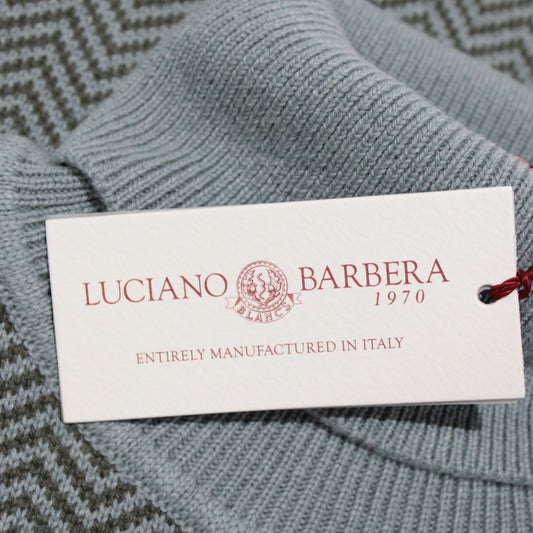 LUCIANO BARBERA
1970
BLANCS
ENTIRELY MANUFACTURED IN ITALY